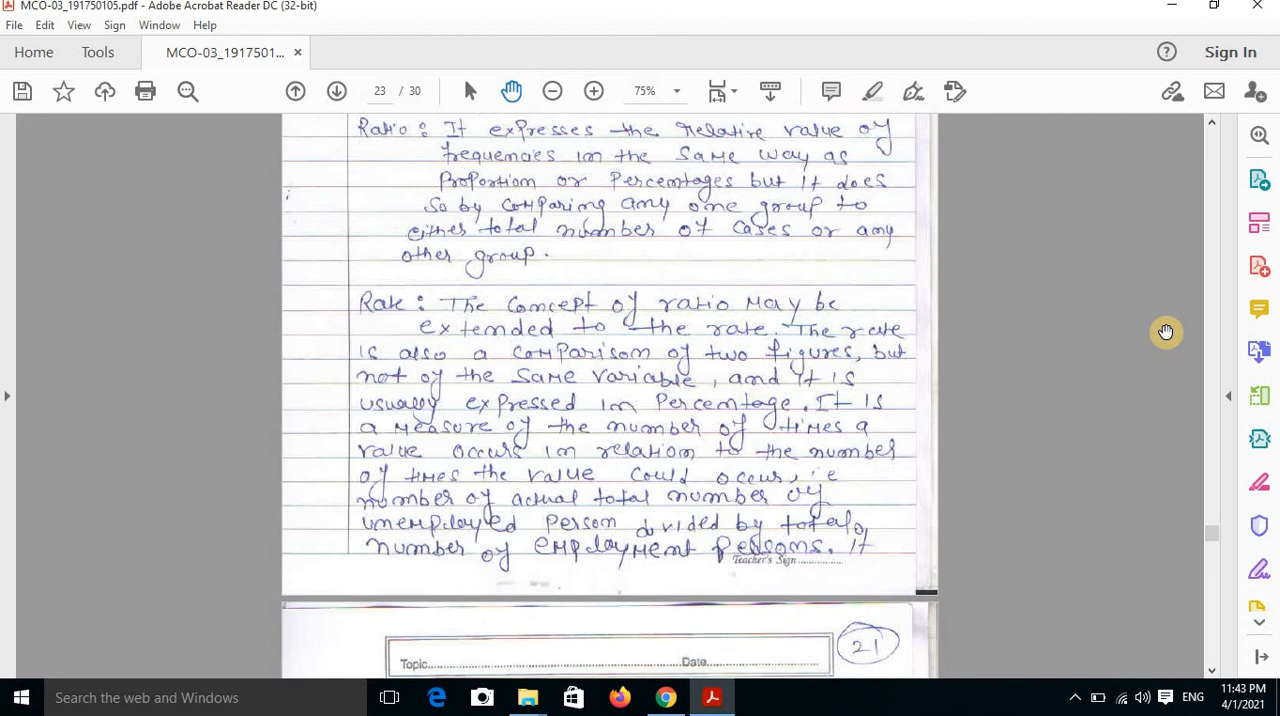 MCO-03_191750105.pdf - Adobe Acrobat Reader DC (32-bit)
File Edit View Sign Window Help
Home Tools MCO-03_1917501... × Sign In
23 / 30 75%
Ratio : It expresses the relative value of
frequencies in the same way as
Proportion or Percentages but it does
so by comparing any one group to
either total number of cases or any
other group.
Rate : The concept of ratio may be
extended to the rate. The rate
is also a comparison of two figures, but
not of the same variable, and it is
usually expressed in Percentage. It is
a measure of the number of times a
value occurs in relation to the number
of times the value could occur, i.e
number of actual total number of
unemployed person divided by total
number of employment persons. It
Teacher's Sign ................
21
Topic........ Date........
Search the web and Windows
ENG
11:43 PM
4/1/2021